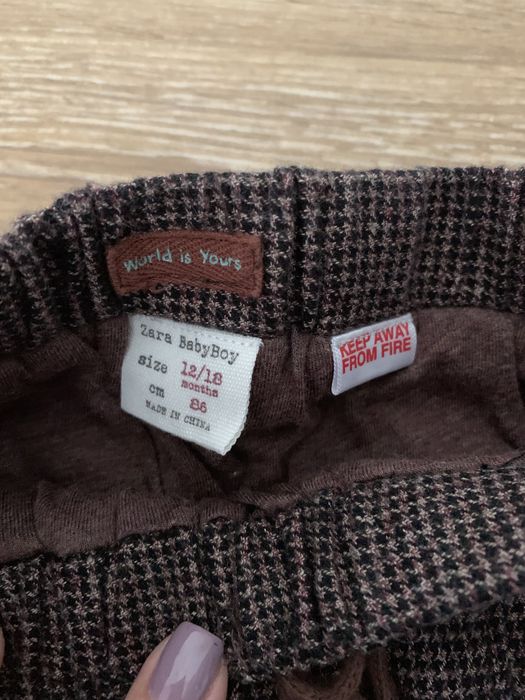 World is Yours
Zara BabyBoy
size 12/18
months
cm 86
MADE IN CHINA
KEEP AWAY
FROM FIRE